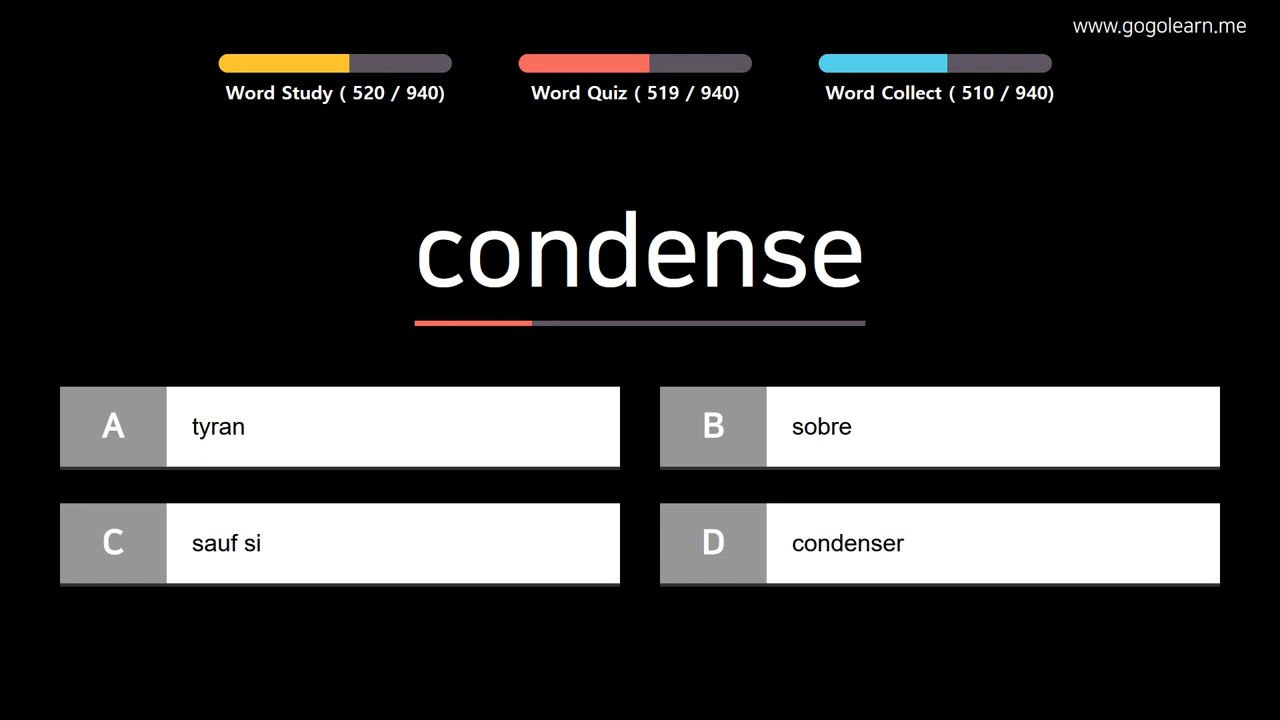 www.gogolearn.me
Word Study ( 520 / 940)
Word Quiz ( 519 / 940)
Word Collect ( 510 / 940)
condense
A tyran
B sobre
C sauf si
D condenser